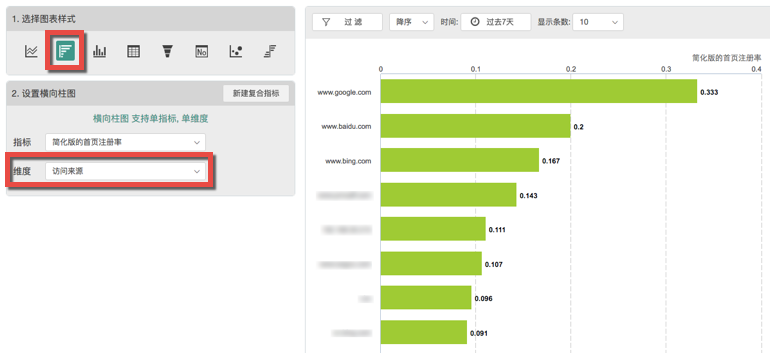 1. 选择图表样式
No
2. 设置横向柱图
新建复合指标
横向柱图 支持单指标, 单维度
指标
简化版的首页注册率
维度
访问来源
过 滤
降序
时间:
过去7天
显示条数:
10
简化版的首页注册率
0
0.1
0.2
0.3
0.4
www.google.com
0.333
www.baidu.com
0.2
www.bing.com
0.167
0.143
0.111
0.107
0.096
0.091